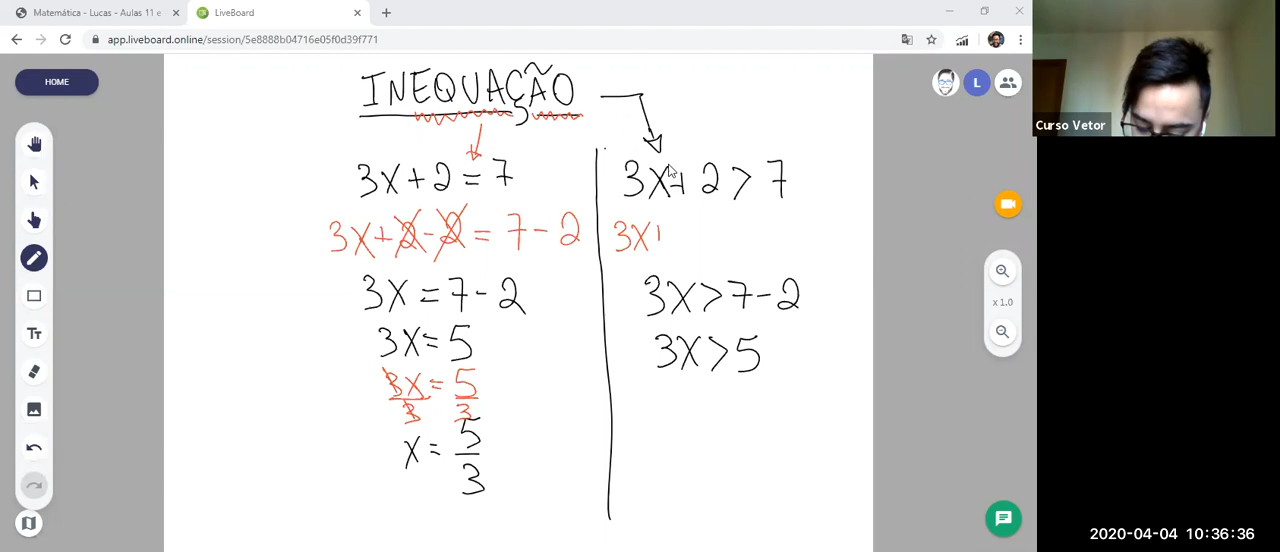 Matemática - Lucas - Aulas 11 e
LiveBoard
app.liveboard.online/session/5e8888b04716e05f0d39f771
HOME
L
Curso Vetor
INEQUAÇÃO
3x+2=7
3x+2-2=7-2
3x=7-2
3x=5
3x/3=5/3
x=5/3
3x+2>7
3x
3x>7-2
3x>5
Tт
x 1.0
2020-04-04 10:36:36